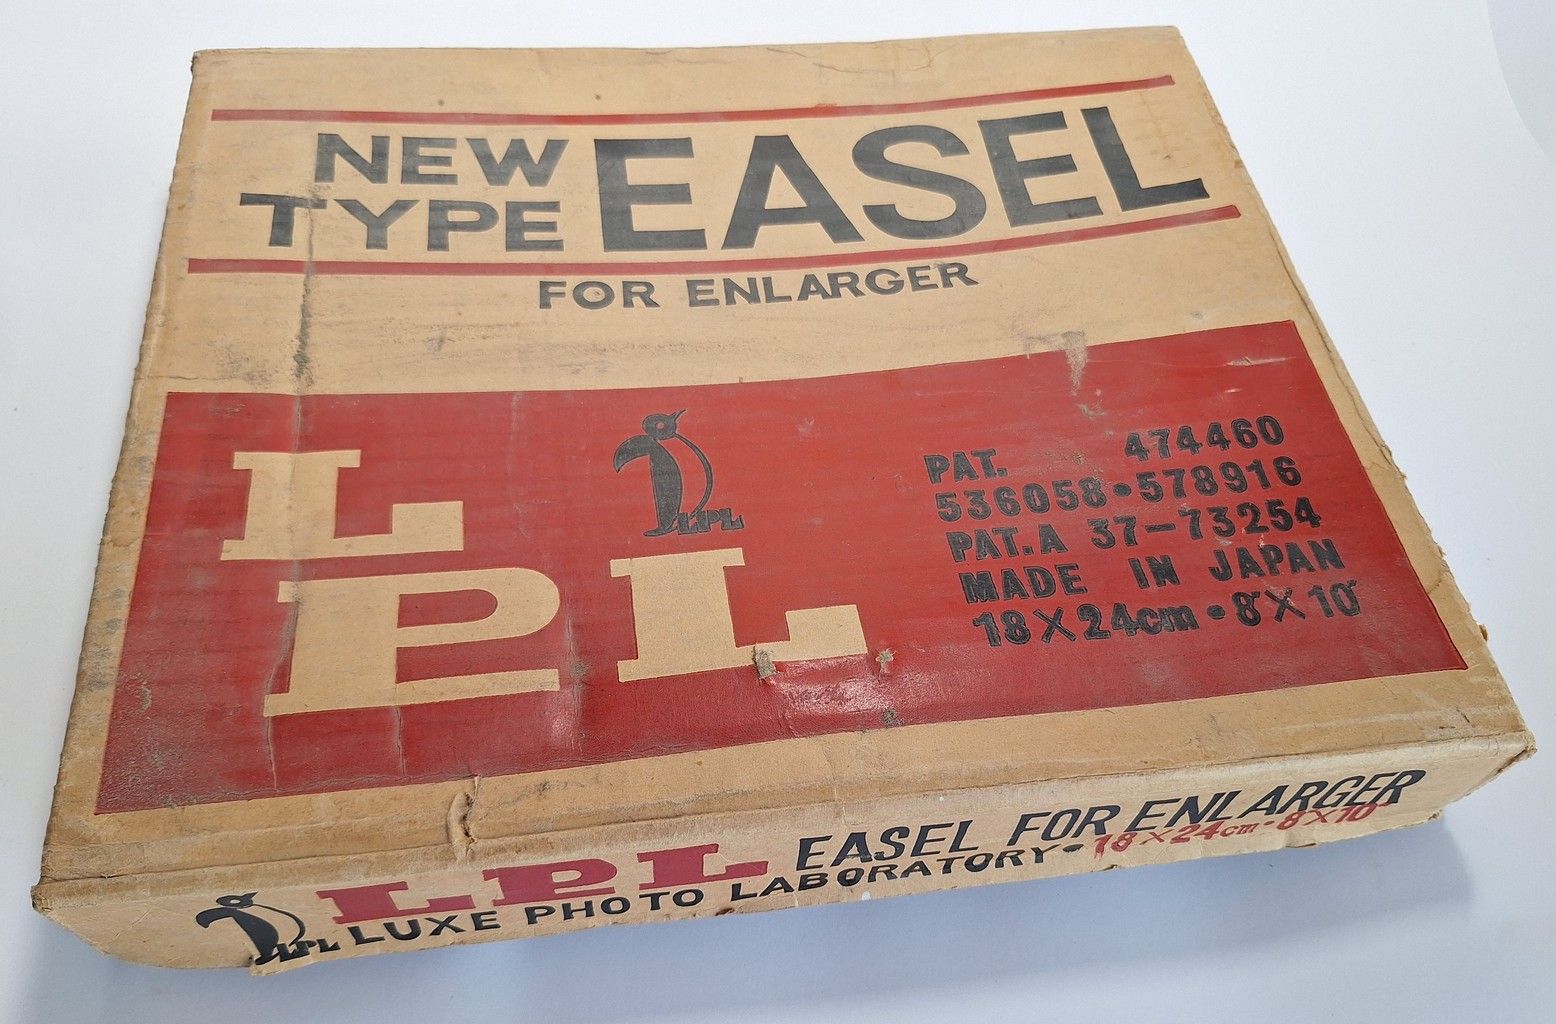 NEW
TYPE EASEL
FOR ENLARGER
L
P L
LPL
PAT. 474460
536058•578916
PAT.A 37-73254
MADE IN JAPAN
18×24cm•8"×10"
LPL
LPL EASEL FOR ENLARGER
LUXE PHOTO LABORATORY•18×24cm-8×10"